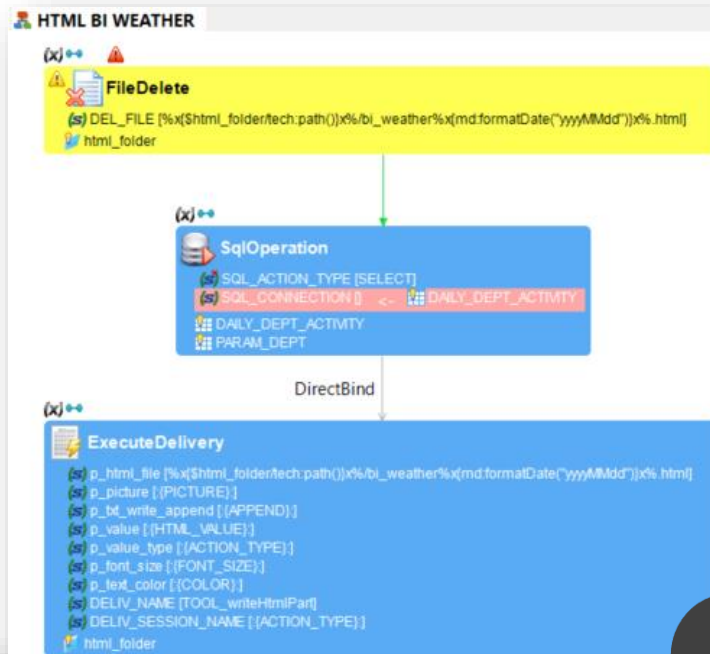 HTML BI WEATHER
(x)
FileDelete
(s) DEL_FILE [%x{$html_folder/tech:path()}x%/bi_weather%x{md:formatDate("yyyyMMdd")}x%.html]
html_folder
(x)
SqlOperation
(s) SQL_ACTION_TYPE [SELECT]
(s) SQL_CONNECTION [] <- DAILY_DEPT_ACTIVITY
DAILY_DEPT_ACTIVITY
PARAM_DEPT
DirectBind
(x)
ExecuteDelivery
(s) p_html_file [%x{$html_folder/tech:path()}x%/bi_weather%x{md:formatDate("yyyyMMdd")}x%.html]
(s) p_picture [:{PICTURE}:]
(s) p_txt_write_append [:{APPEND}:]
(s) p_value [:{HTML_VALUE}:]
(s) p_value_type [:{ACTION_TYPE}:]
(s) p_font_size [:{FONT_SIZE}:]
(s) p_text_color [:{COLOR}:]
(s) DELIV_NAME [TOOL_writeHtmlPart]
(s) DELIV_SESSION_NAME [:{ACTION_TYPE}:]
html_folder